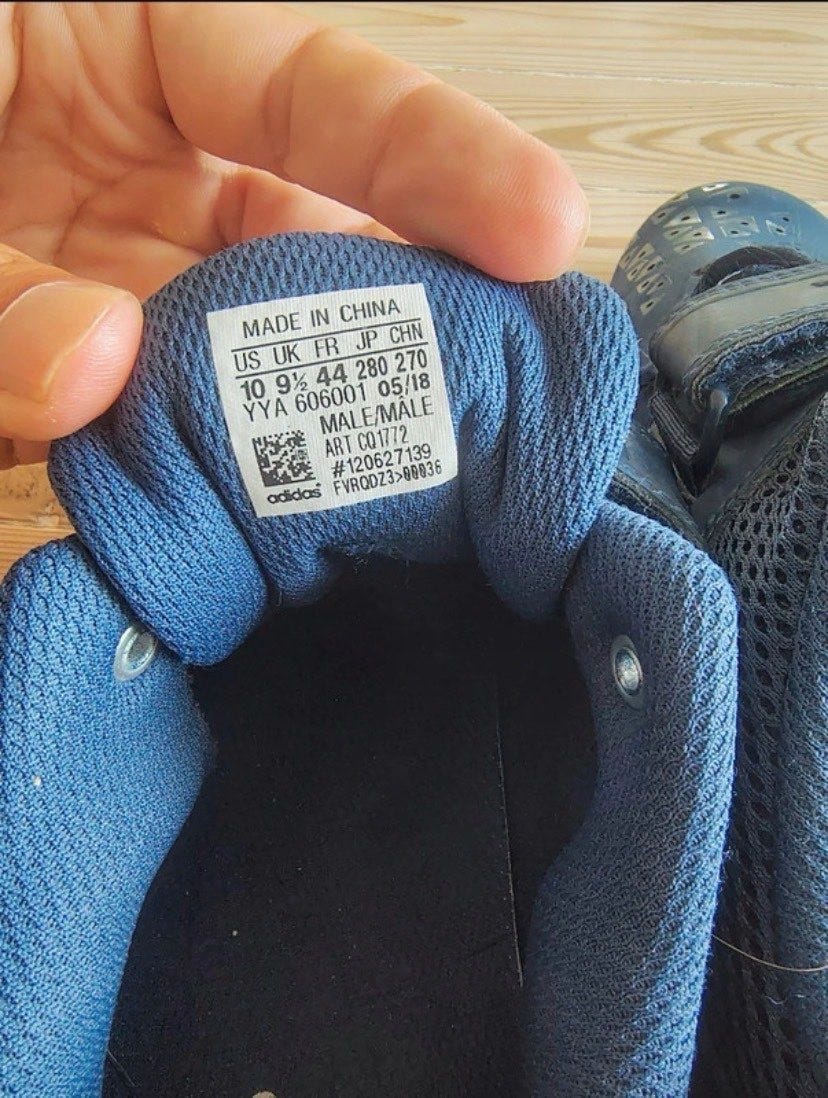 MADE IN CHINA
US UK FR JP CHN
10 9½ 44 280 270
YYA 606001 05/18
MALE/MÂLE
ART CQ1772
#120627139
FVRQDZ3>00036
adidas